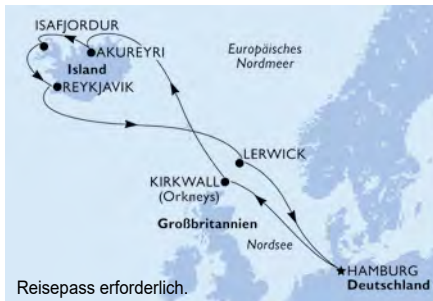 ISAFJORDUR
AKUREYRI
Island
REYKJAVIK
Europäisches
Nordmeer
LERWICK
KIRKWALL
(Orkneys)
Großbritannien
Nordsee
HAMBURG
Deutschland
Reisepass erforderlich.